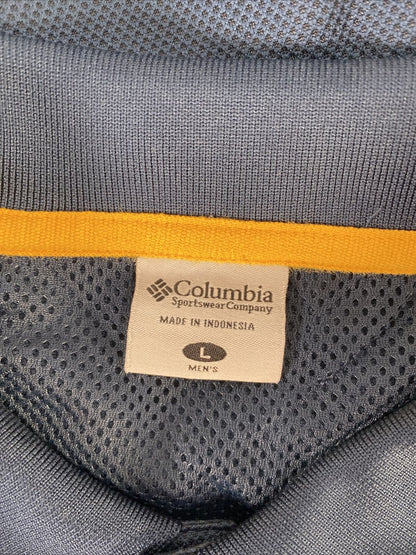 Columbia
Sportswear Company
MADE IN INDONESIA
L
MEN'S